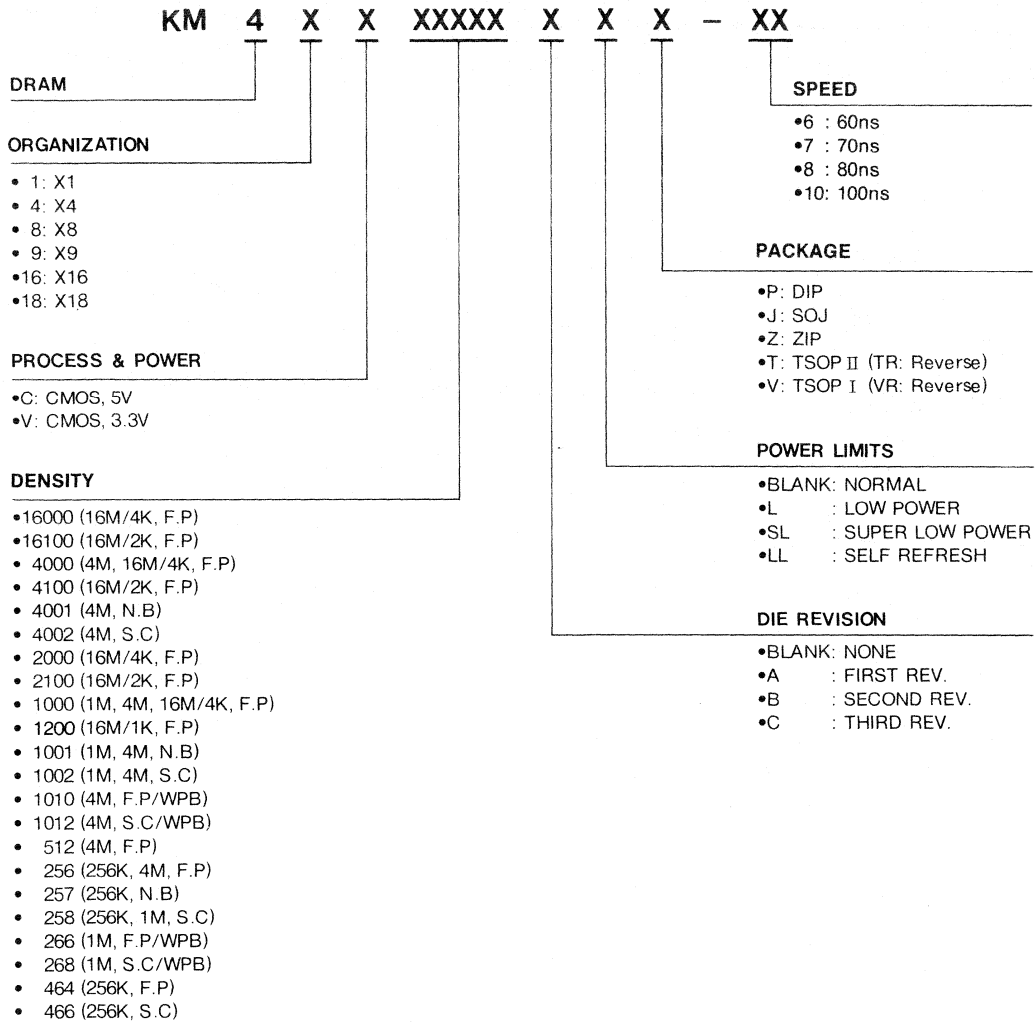 KM 4 X X XXXXX X X X – XX
DRAM
ORGANIZATION
• 1: X1
• 4: X4
• 8: X8
• 9: X9
•16: X16
•18: X18
PROCESS & POWER
•C: CMOS, 5V
•V: CMOS, 3.3V
DENSITY
•16000 (16M/4K, F.P)
•16100 (16M/2K, F.P)
• 4000 (4M, 16M/4K, F.P)
• 4100 (16M/2K, F.P)
• 4001 (4M, N.B)
• 4002 (4M, S.C)
• 2000 (16M/4K, F.P)
• 2100 (16M/2K, F.P)
• 1000 (1M, 4M, 16M/4K, F.P)
• 1200 (16M/1K, F.P)
• 1001 (1M, 4M, N.B)
• 1002 (1M, 4M, S.C)
• 1010 (4M, F.P/WPB)
• 1012 (4M, S.C/WPB)
• 512 (4M, F.P)
• 256 (256K, 4M, F.P)
• 257 (256K, N.B)
• 258 (256K, 1M, S.C)
• 266 (1M, F.P/WPB)
• 268 (1M, S.C/WPB)
• 464 (256K, F.P)
• 466 (256K, S.C)
SPEED
•6 : 60ns
•7 : 70ns
•8 : 80ns
•10: 100ns
PACKAGE
•P: DIP
•J: SOJ
•Z: ZIP
•T: TSOP II (TR: Reverse)
•V: TSOP I (VR: Reverse)
POWER LIMITS
•BLANK: NORMAL
•L : LOW POWER
•SL : SUPER LOW POWER
•LL : SELF REFRESH
DIE REVISION
•BLANK: NONE
•A : FIRST REV.
•B : SECOND REV.
•C : THIRD REV.